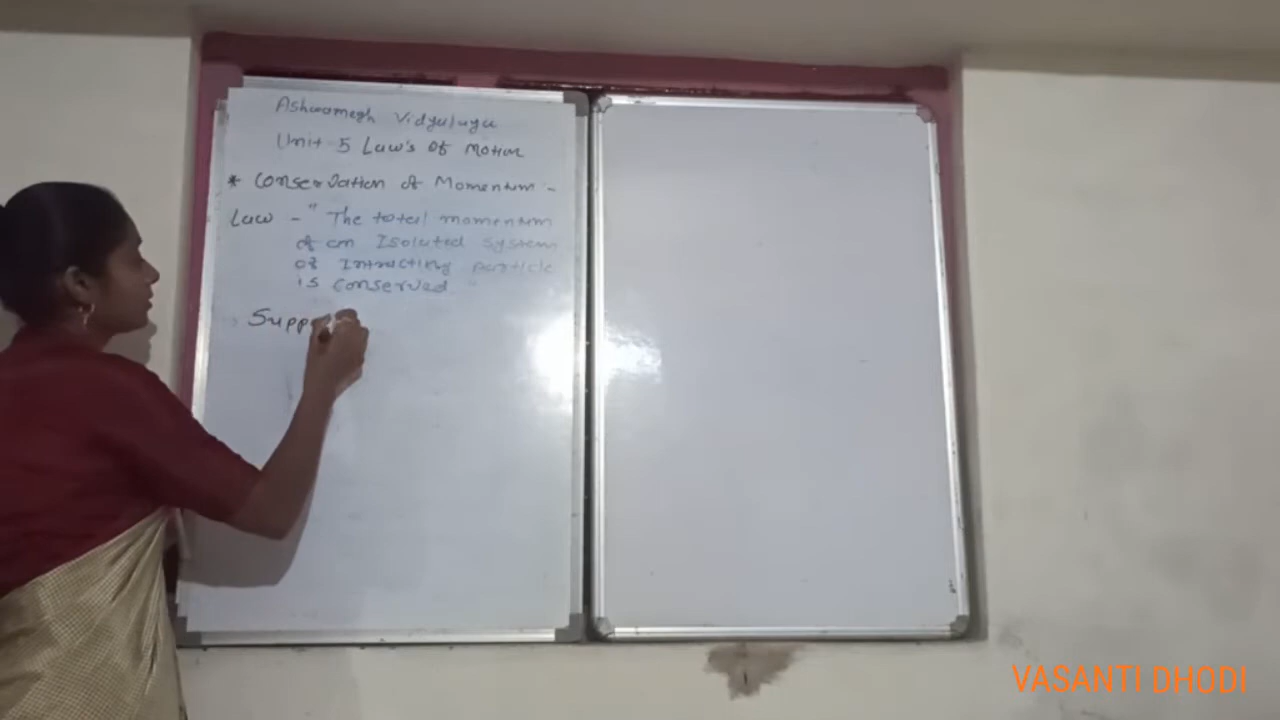 Ashwamegh Vidyalaya
Unit-5 Law's of Motion
* Conservation of Momentum -
Law - " The total momentum
of an Isolated system
of Intracting particle
is conserved "
Supp
VASANTI DHODI